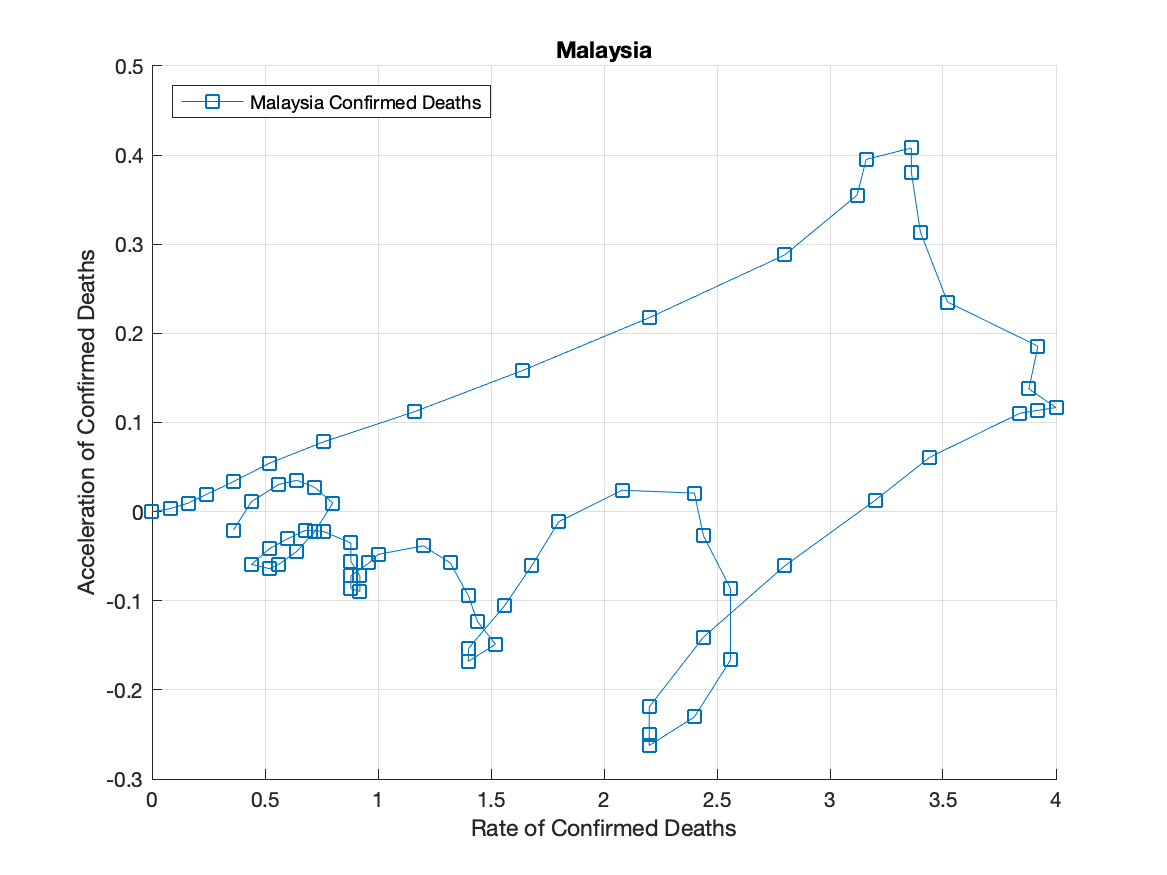 Malaysia
Malaysia Confirmed Deaths
0.5
0.4
0.3
0.2
0.1
0
-0.1
-0.2
-0.3
Acceleration of Confirmed Deaths
0 0.5 1 1.5 2 2.5 3 3.5 4
Rate of Confirmed Deaths